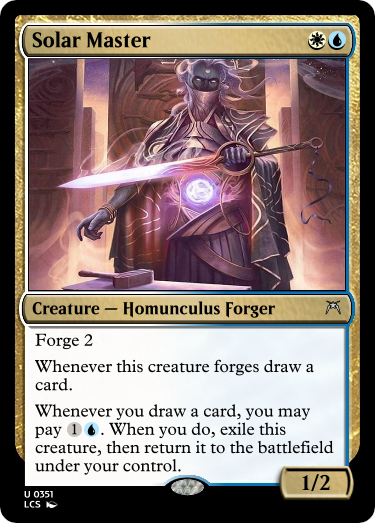 Solar Master
Creature — Homunculus Forger
Forge 2
Whenever this creature forges draw a
card.
Whenever you draw a card, you may
pay 1U. When you do, exile this
creature, then return it to the battlefield
under your control.
1/2
U 0351
LCS